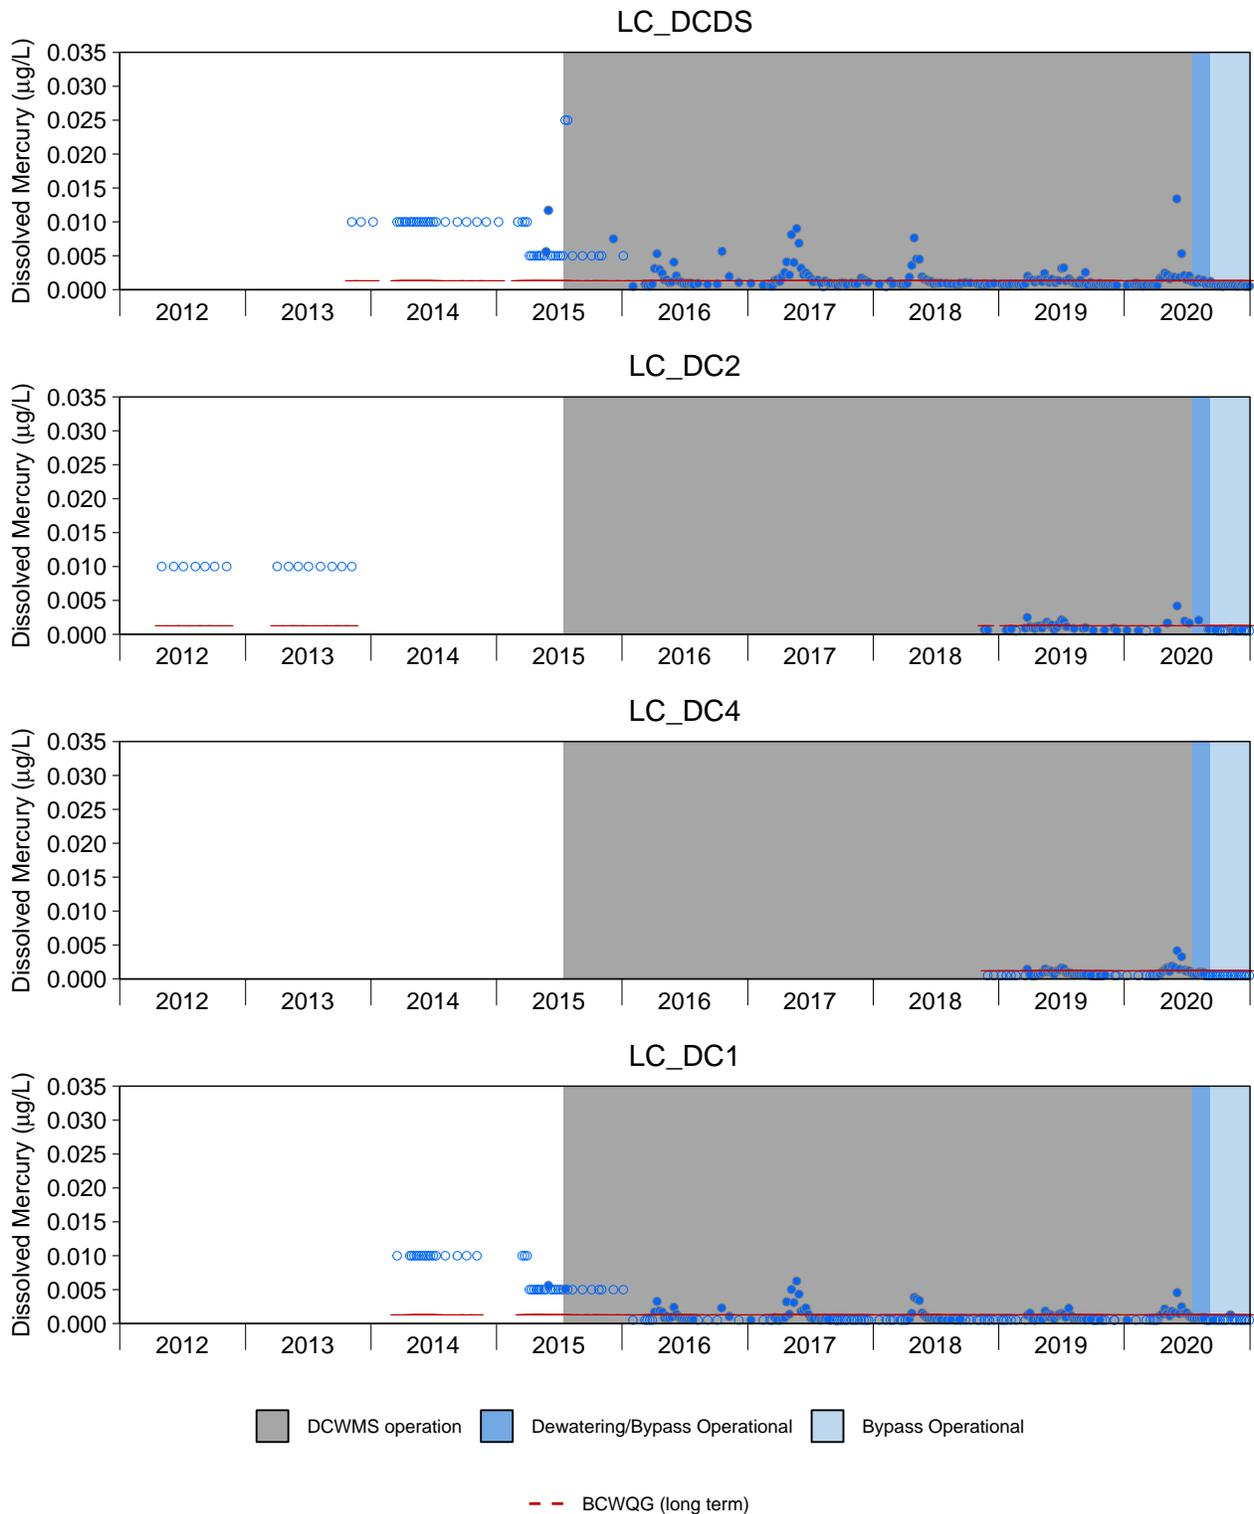 LC_DCDS
Dissolved Mercury (µg/L)
0.035
0.030
0.025
0.020
0.015
0.010
0.005
0.000
2012 2013 2014 2015 2016 2017 2018 2019 2020
LC_DC2
Dissolved Mercury (µg/L)
0.035
0.030
0.025
0.020
0.015
0.010
0.005
0.000
2012 2013 2014 2015 2016 2017 2018 2019 2020
LC_DC4
Dissolved Mercury (µg/L)
0.035
0.030
0.025
0.020
0.015
0.010
0.005
0.000
2012 2013 2014 2015 2016 2017 2018 2019 2020
LC_DC1
Dissolved Mercury (µg/L)
0.035
0.030
0.025
0.020
0.015
0.010
0.005
0.000
2012 2013 2014 2015 2016 2017 2018 2019 2020
DCWMS operation Dewatering/Bypass Operational Bypass Operational
BCWQG (long term)